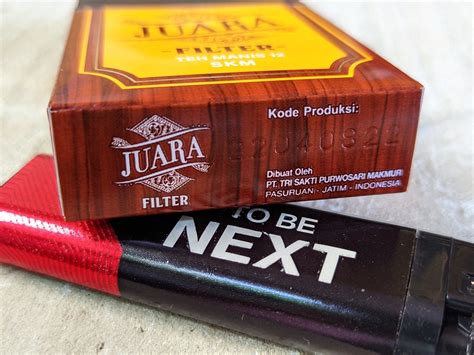 JUARA
FILTER
TEH MANIS 12
SKM
JUARA
FILTER
Kode Produksi:
Dibuat Oleh
PT. TRI SAKTI PURWOSARI MAKMUR
PASURUAN - JATIM - INDONESIA
TO BE
NEXT